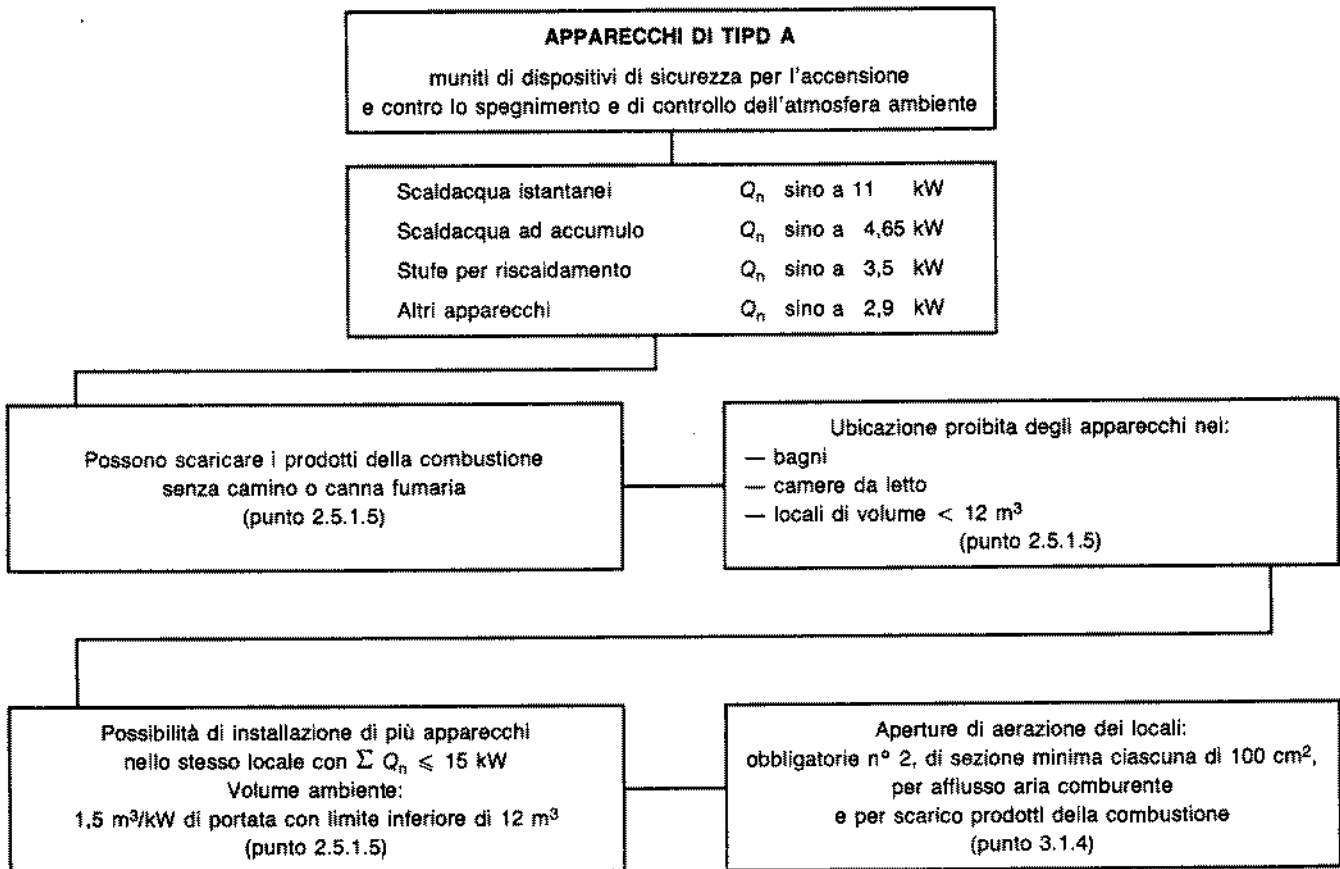 APPARECCHI DI TIPD A
muniti di dispositivi di sicurezza per l'accensione
e contro lo spegnimento e di controllo dell'atmosfera ambiente
Scaldacqua istantanei Qn sino a 11 kW
Scaldacqua ad accumulo Qn sino a 4,65 kW
Stufe per riscaldamento Qn sino a 3,5 kW
Altri apparecchi Qn sino a 2,9 kW
Possono scaricare i prodotti della combustione
senza camino o canna fumaria
(punto 2.5.1.5)
Ubicazione proibita degli apparecchi nei:
— bagni
— camere da letto
— locali di volume < 12 m³
(punto 2.5.1.5)
Possibilità di installazione di più apparecchi
nello stesso locale con Σ Qn ⩽ 15 kW
Volume ambiente:
1,5 m³/kW di portata con limite inferiore di 12 m³
(punto 2.5.1.5)
Aperture di aerazione dei locali:
obbligatorie n° 2, di sezione minima ciascuna di 100 cm²,
per afflusso aria comburente
e per scarico prodotti della combustione
(punto 3.1.4)